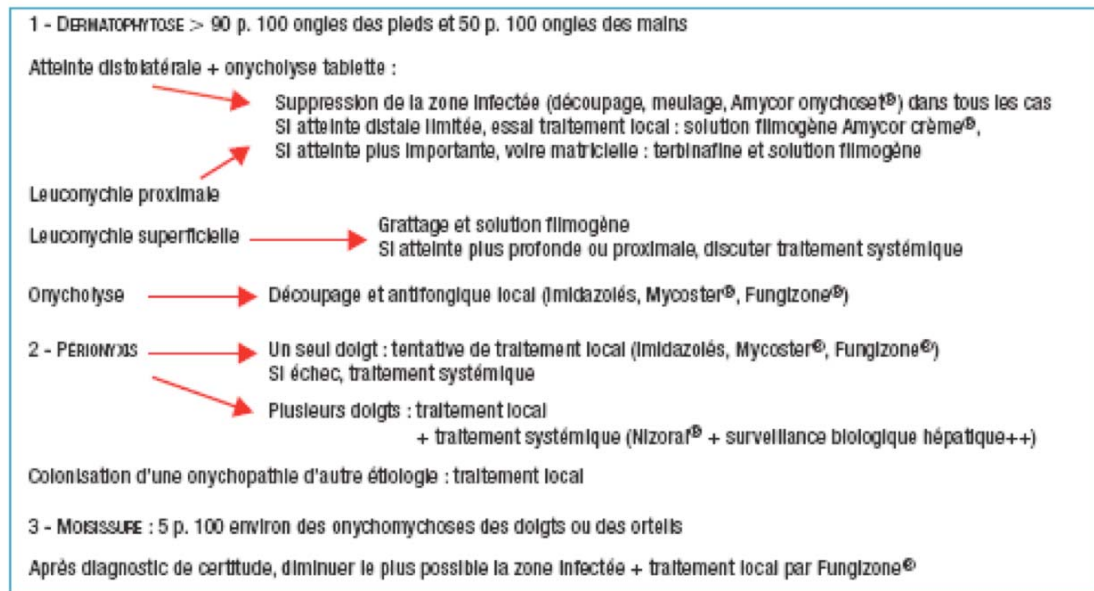 1 - DERMATOPHYTOSE > 90 p. 100 ongles des pieds et 50 p. 100 ongles des mains
Atteinte distolatérale + onycholyse tablette :
Suppression de la zone infectée (découpage, meulage, Amycor onychoset®) dans tous les cas
Si atteinte distale limitée, essai traitement local : solution filmogène Amycor crème®,
Si atteinte plus importante, voire matricielle : terbinafine et solution filmogène
Leuconychie proximale
Leuconychie superficielle
Grattage et solution filmogène
Si atteinte plus profonde ou proximale, discuter traitement systémique
Onycholyse
Découpage et antifongique local (Imidazolés, Mycoster®, Fungizone®)
2 - PÉRIONYXIS
Un seul doigt : tentative de traitement local (Imidazolés, Mycoster®, Fungizone®)
Si échec, traitement systémique
Plusieurs doigts : traitement local
+ traitement systémique (Nizoral® + surveillance biologique hépatique++)
Colonisation d'une onychopathie d'autre étiologie : traitement local
3 - MOISISSURE : 5 p. 100 environ des onychomychoses des doigts ou des orteils
Après diagnostic de certitude, diminuer le plus possible la zone infectée + traitement local par Fungizone®